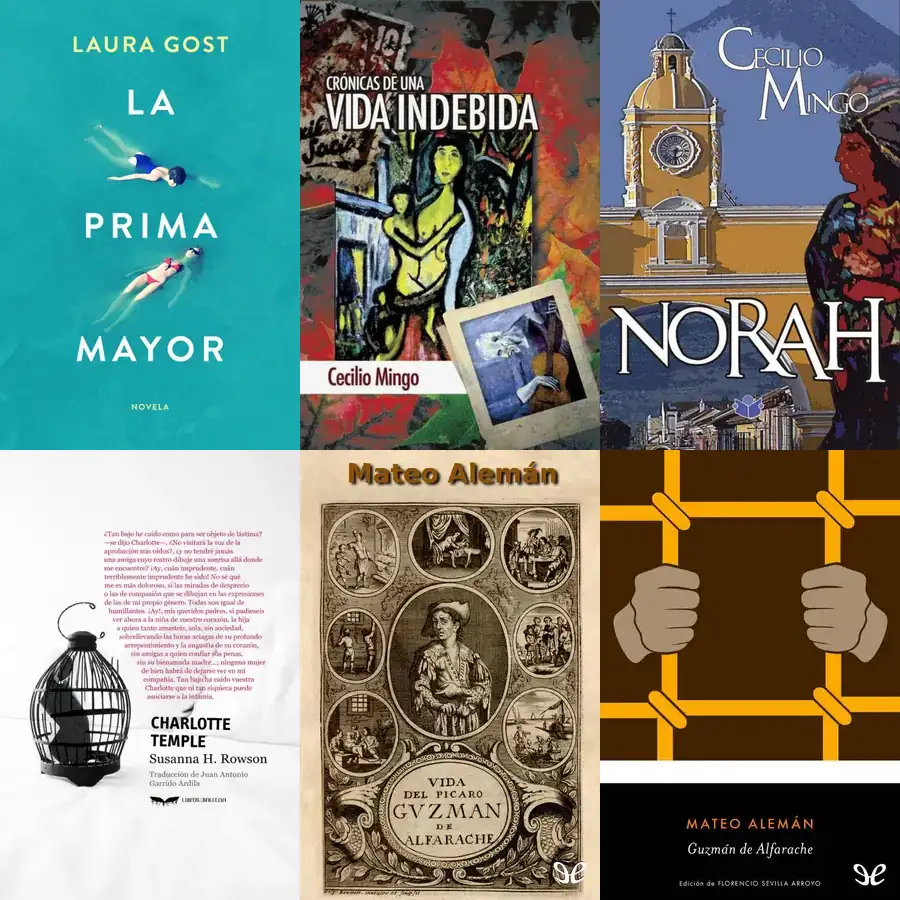 LAURA GOST
LA
PRIMA
MAYOR
NOVELA
CRÓNICAS DE UNA
VIDA INDEBIDA
Cecilio Mingo
CECILIO
MINGO
NORAH
¿Tan bajo he caído como para ser objeto de lástima?
—se dijo Charlotte—. ¿No visitará la voz de la
aprobación mis oídos?, ¿y no tendré jamás
una amiga cuyo rostro dibuje una sonrisa allá donde
me encuentre? ¡Ay, cuán imprudente, cuán
terriblemente imprudente he sido! No sé qué
me es más doloroso, si las miradas de desprecio
o las de compasión que se dibujan en las expresiones
de las de mi propio género. Todas son igual de
humillantes. ¡Ay!, mis queridos padres, si pudieseis
ver ahora a la niña de vuestro corazón, la hija
a quien tanto amasteis, sola, sin sociedad,
sobrellevando las horas aciagas de su profundo
arrepentimiento y la angustia de su corazón,
sin amigas a quien confiar sus penas,
sin su bienamada madre...; ninguna mujer
de bien habrá de dejarse ver en mi
compañía. Tan bajo ha caído vuestra
Charlotte que ni tan siquiera puede
asociarse a la infamia.
CHARLOTTE
TEMPLE
Susanna H. Rowson
Traducción de Juan Antonio
Garrido Ardila
Mateo Alemán
VIDA
DEL PICARO
GUZMAN
DE
ALFARACHE
MATEO ALEMÁN
Guzmán de Alfarache
Edición de FLORENCIO SEVILLA ARROYO